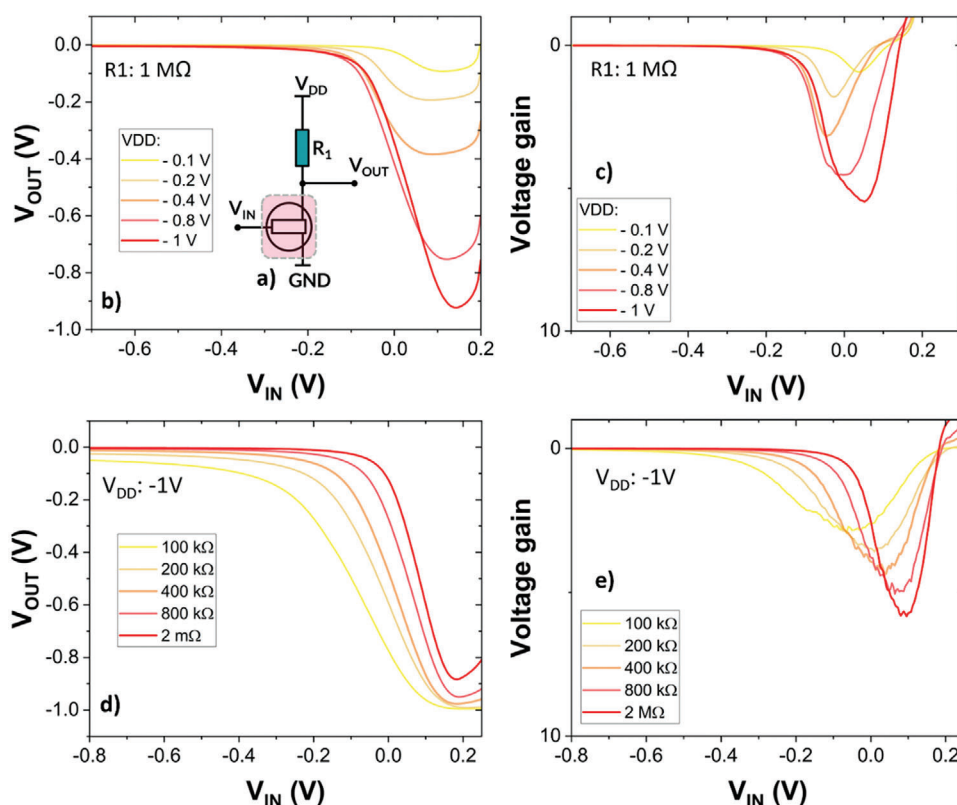 R1: 1 MΩ
VDD:
- 0.1 V
- 0.2 V
- 0.4 V
- 0.8 V
- 1 V
V_DD
R_1
V_OUT
V_IN
a)
GND
b)
0.0
-0.2
-0.4
-0.6
-0.8
-1.0
V_OUT (V)
-0.6
-0.4
-0.2
0.0
0.2
V_IN (V)
R1: 1 MΩ
c)
VDD:
- 0.1 V
- 0.2 V
- 0.4 V
- 0.8 V
- 1 V
0
10
Voltage gain
-0.6
-0.4
-0.2
0.0
0.2
V_IN (V)
V_DD: -1V
100 kΩ
200 kΩ
400 kΩ
800 kΩ
2 mΩ
d)
0.0
-0.2
-0.4
-0.6
-0.8
-1.0
V_OUT (V)
-0.8
-0.6
-0.4
-0.2
0.0
0.2
V_IN (V)
V_DD: -1V
e)
100 kΩ
200 kΩ
400 kΩ
800 kΩ
2 MΩ
0
10
Voltage gain
-0.8
-0.6
-0.4
-0.2
0.0
0.2
V_IN (V)